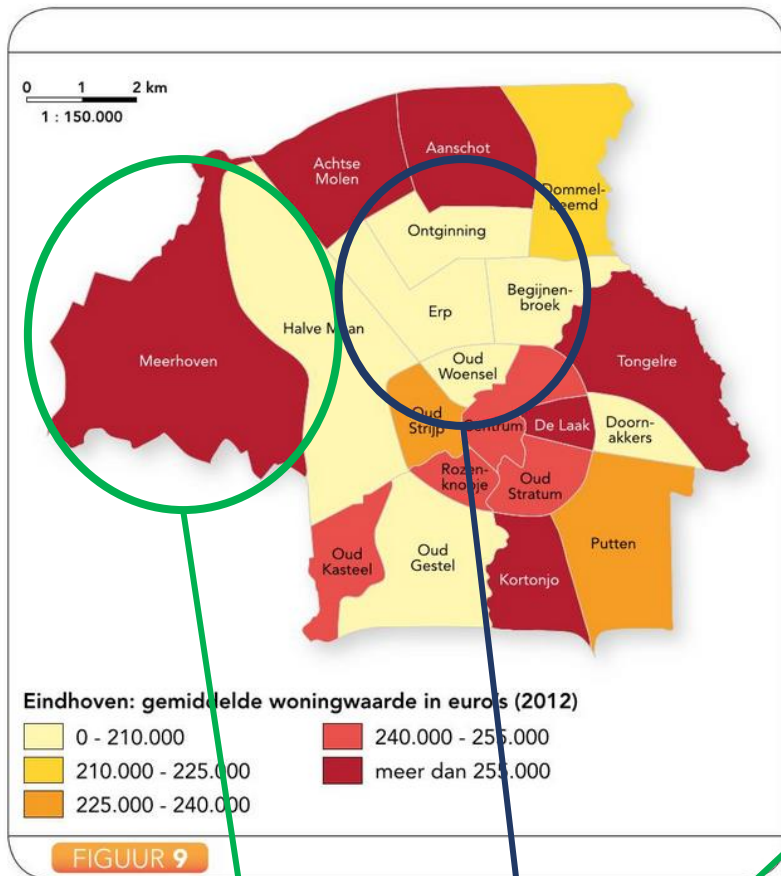 0 1 2 km
1 : 150.000
Achtse
Molen
Aanschot
Dommel-
beemd
Ontginning
Begijnen-
broek
Erp
Halve Maan
Meerhoven
Oud
Woensel
Tongelre
Oud
Strijp
Centrum
De Laak
Doorn-
akkers
Rozen-
knopje
Oud
Stratum
Putten
Oud
Kasteel
Oud
Gestel
Kortonjo
Eindhoven: gemiddelde woningwaarde in euro's (2012)
0 - 210.000
210.000 - 225.000
225.000 - 240.000
240.000 - 255.000
meer dan 255.000
FIGUUR 9